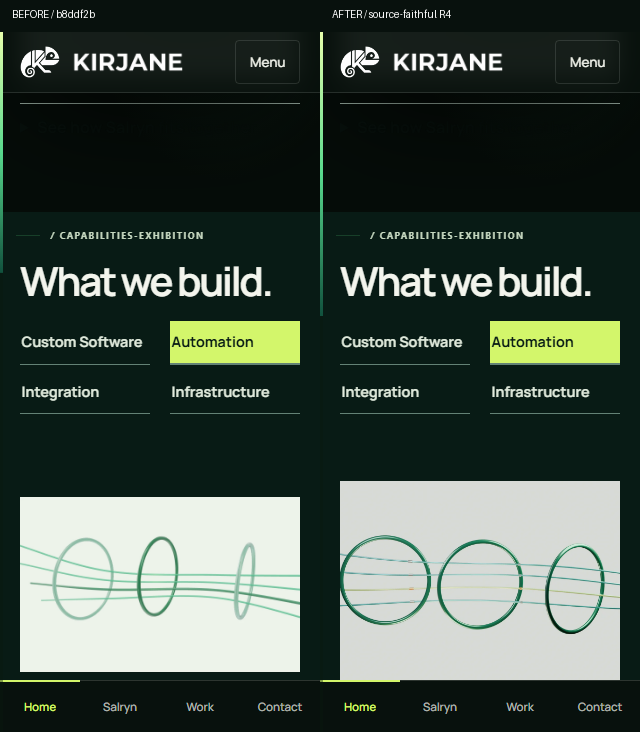 BEFORE / b8ddf2b
AFTER / source-faithful R4
KIRJANE
Menu
KIRJANE
Menu
/ CAPABILITIES-EXHIBITION
What we build.
Custom Software
Automation
Integration
Infrastructure
/ CAPABILITIES-EXHIBITION
What we build.
Custom Software
Automation
Integration
Infrastructure
Home
Salryn
Work
Contact
Home
Salryn
Work
Contact